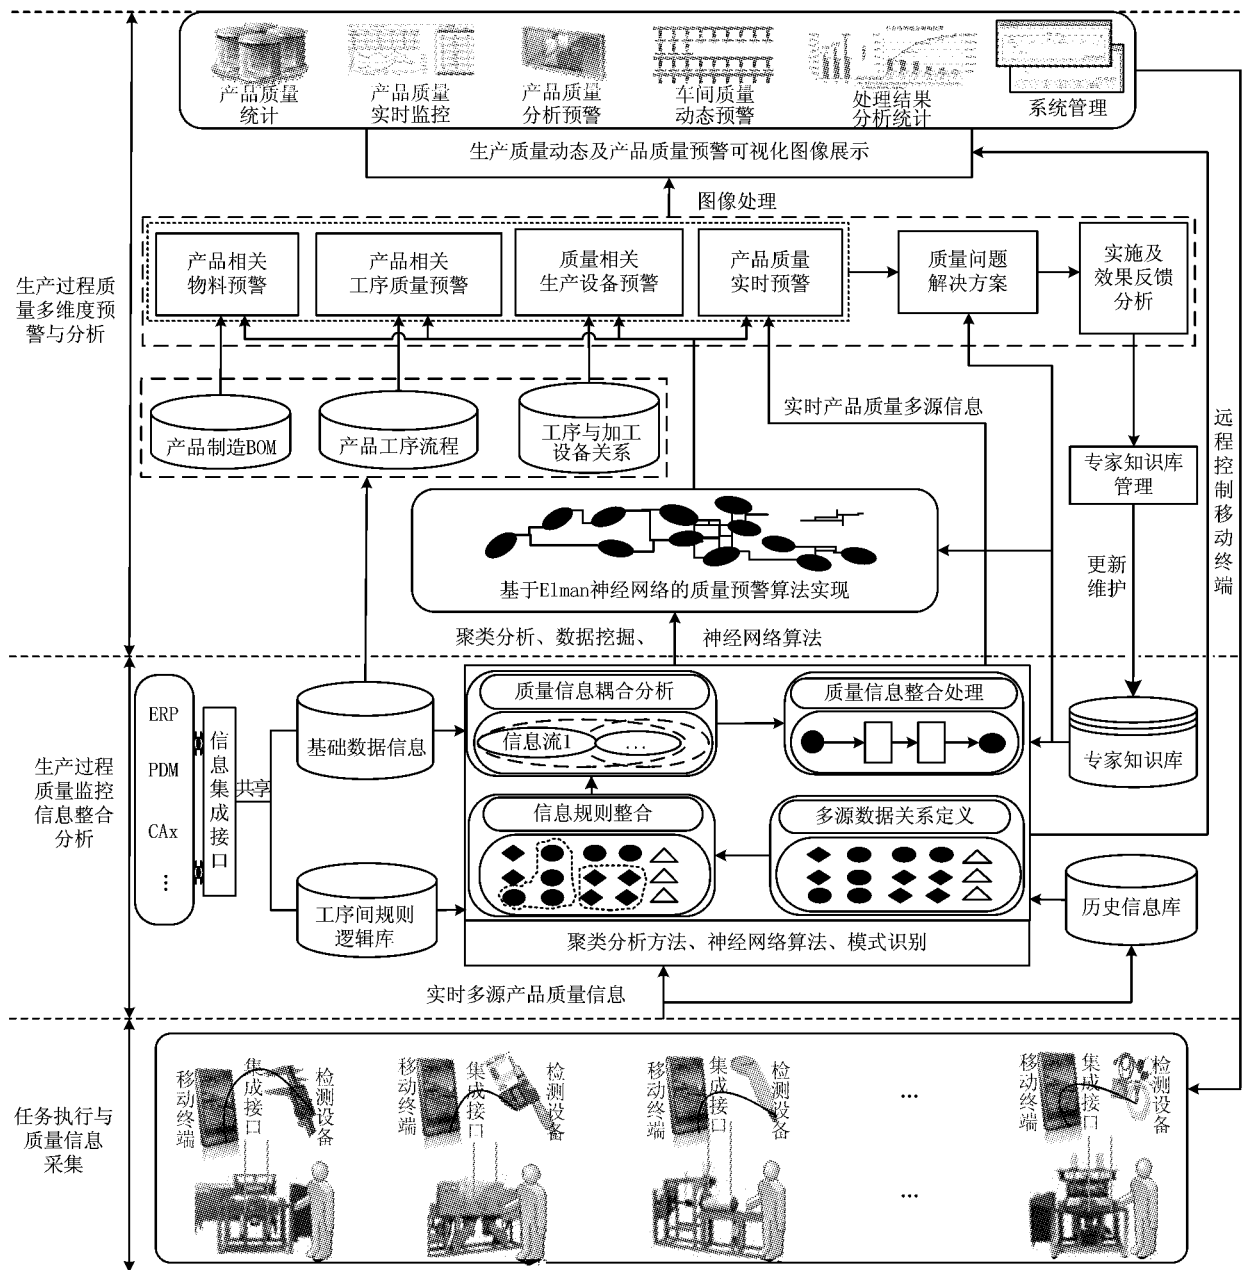 产品质量
统计
产品质量
实时监控
产品质量
分析预警
车间质量
动态预警
处理结果
分析统计
系统管理
生产质量动态及产品质量预警可视化图像展示
图像处理
生产过程质
量多维度预
警与分析
产品相关
物料预警
产品相关
工序质量预警
质量相关
生产设备预警
产品质量
实时预警
质量问题
解决方案
实施及
效果反馈
分析
产品制造BOM
产品工序流程
工序与加工
设备关系
实时产品质量多源信息
专家知识库
管理
远程控制移动终端
基于Elman神经网络的质量预警算法实现
更新
维护
聚类分析、数据挖掘、
神经网络算法
生产过程
质量监控
信息整合
分析
ERP
PDM
CAx
...
信息集成接口
共享
基础数据信息
工序间规则
逻辑库
质量信息耦合分析
信息流1
...
质量信息整合处理
信息规则整合
多源数据关系定义
专家知识库
历史信息库
聚类分析方法、神经网络算法、模式识别
实时多源产品质量信息
任务执行与
质量信息
采集
移动终端
集成接口
检测设备
移动终端
集成接口
检测设备
移动终端
集成接口
检测设备
...
移动终端
集成接口
检测设备
...